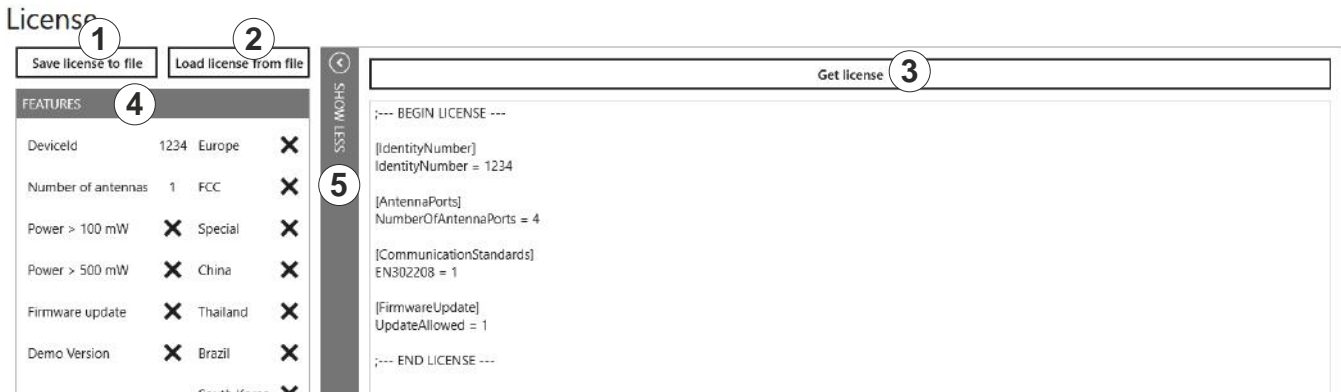 License
1
2
Save license to file
Load license from file
3
Get license
4
FEATURES
DeviceId 1234 Europe
Number of antennas 1 FCC
Power > 100 mW Special
Power > 500 mW China
Firmware update Thailand
Demo Version Brazil
SHOW LESS
5
;--- BEGIN LICENSE ---
[IdentityNumber]
IdentityNumber = 1234
[AntennaPorts]
NumberOfAntennaPorts = 4
[CommunicationStandards]
EN302208 = 1
[FirmwareUpdate]
UpdateAllowed = 1
;--- END LICENSE ---